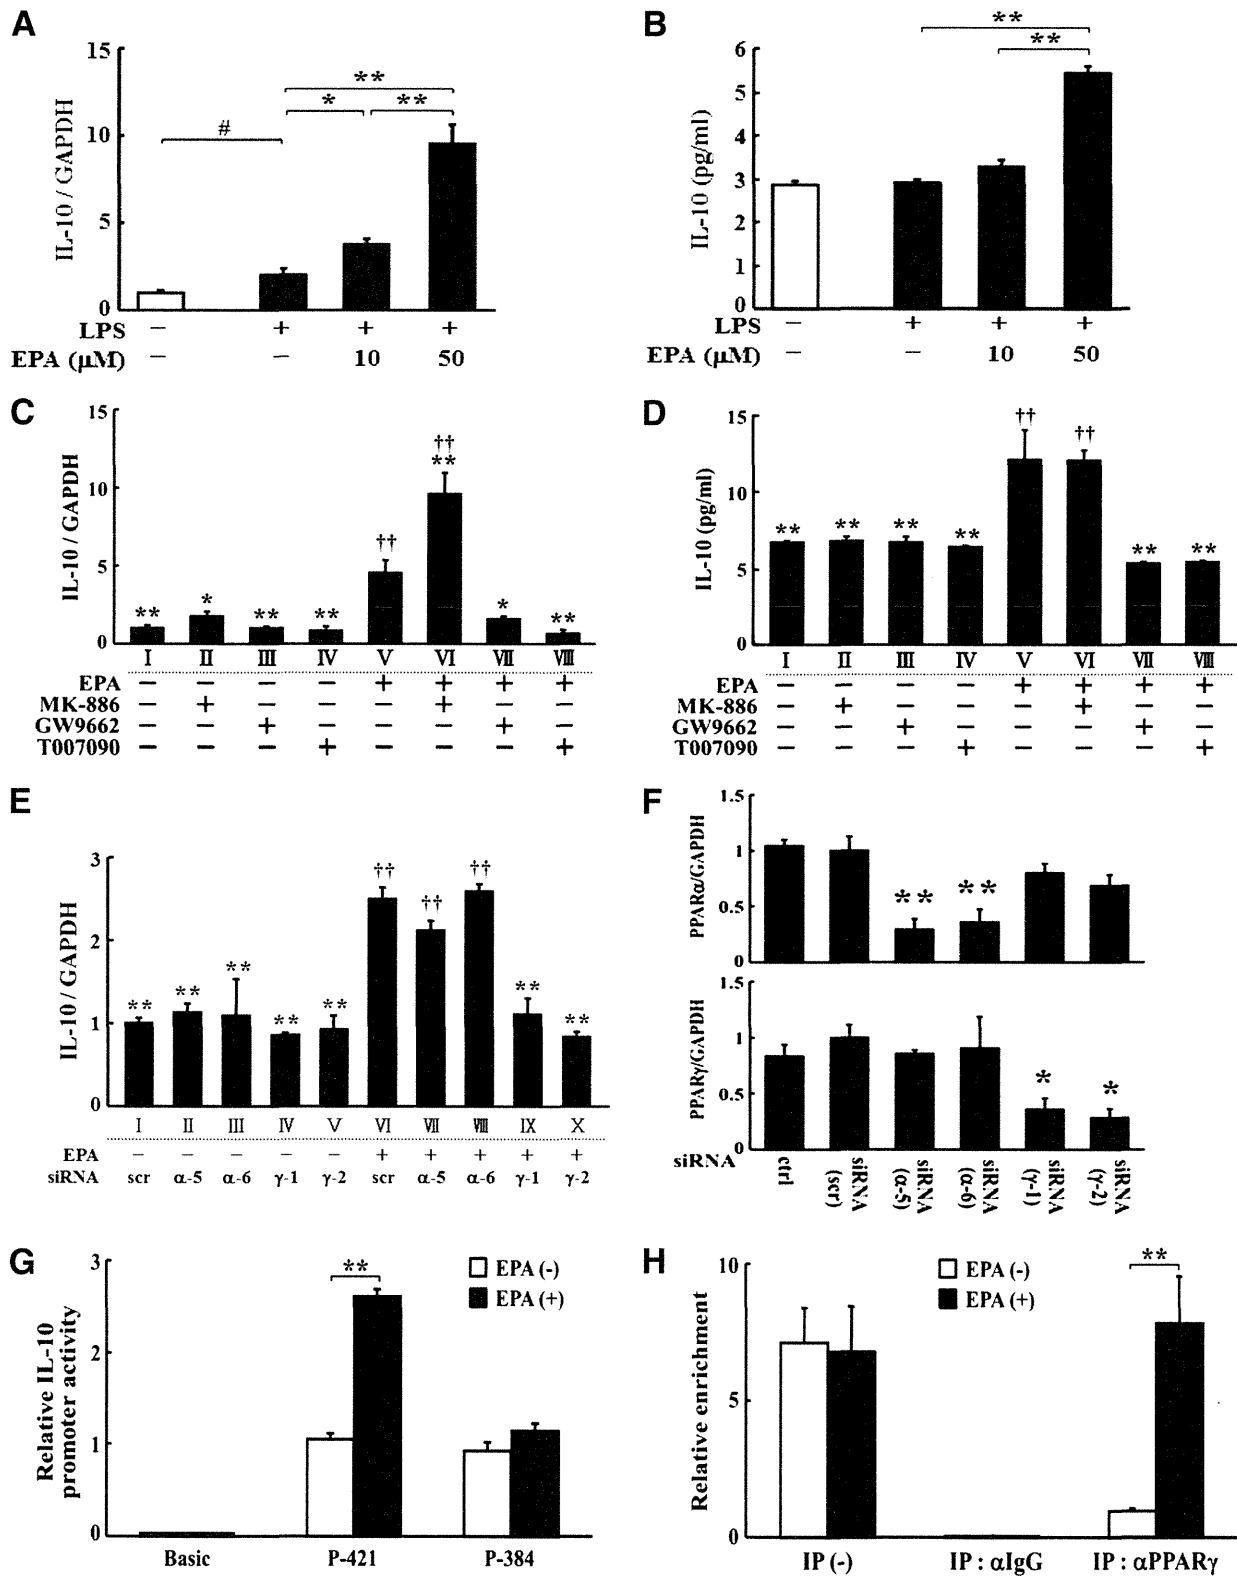 A
IL-10 / GAPDH
15
10
5
0
#
*
**
**
LPS − + + +
EPA (μM) − − 10 50
B
IL-10 (pg/ml)
6
5
4
3
2
1
0
**
**
LPS − + + +
EPA (μM) − − 10 50
C
IL-10 / GAPDH
15
10
5
0
** * ** ** †† †† ** * **
I II III IV V VI VII VIII
EPA − − − − + + + +
MK-886 − + − − − + − −
GW9662 − − + − − − + −
T007090 − − − + − − − +
D
IL-10 (pg/ml)
15
10
5
0
** ** ** ** †† †† ** **
I II III IV V VI VII VIII
EPA − − − − + + + +
MK-886 − + − − − + − −
GW9662 − − + − − − + −
T007090 − − − + − − − +
E
IL-10 / GAPDH
3
2
1
0
** ** ** ** ** †† †† †† ** **
I II III IV V VI VII VIII IX X
EPA − − − − − + + + + +
siRNA scr α-5 α-6 γ-1 γ-2 scr α-5 α-6 γ-1 γ-2
F
PPARα/GAPDH
1.5
1
0.5
0
** **
PPARγ/GAPDH
1.5
1
0.5
0
* *
siRNA
ctrl
siRNA (scr)
siRNA (α-5)
siRNA (α-6)
siRNA (γ-1)
siRNA (γ-2)
G
Relative IL-10
promoter activity
3
2
1
0
**
EPA (-)
EPA (+)
Basic P-421 P-384
H
Relative enrichment
10
5
0
EPA (-)
EPA (+)
**
IP (-) IP : αIgG IP : αPPARγ